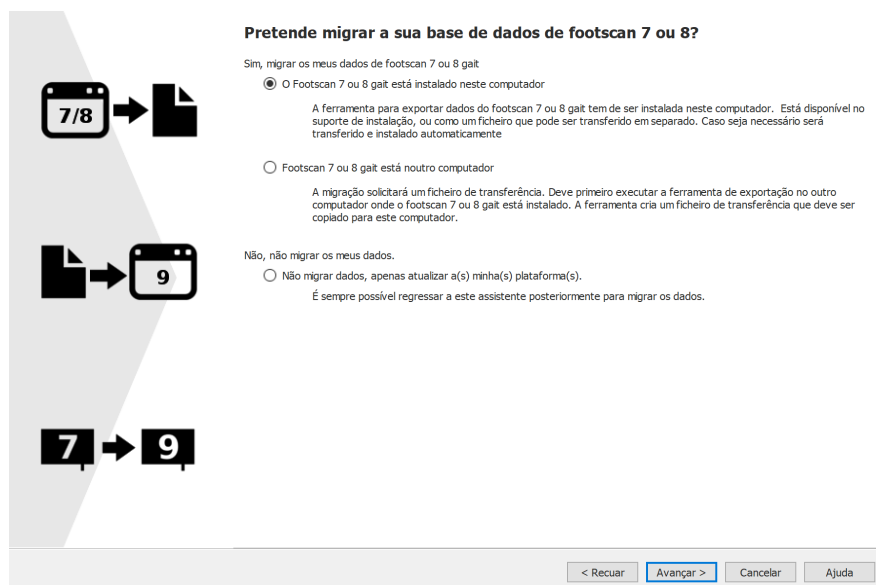 Pretende migrar a sua base de dados de footscan 7 ou 8?
Sim, migrar os meus dados de footscan 7 ou 8 gait
O Footscan 7 ou 8 gait está instalado neste computador
A ferramenta para exportar dados do footscan 7 ou 8 gait tem de ser instalada neste computador. Está disponível no
suporte de instalação, ou como um ficheiro que pode ser transferido em separado. Caso seja necessário será
transferido e instalado automaticamente
7/8
Footscan 7 ou 8 gait está noutro computador
A migração solicitará um ficheiro de transferência. Deve primeiro executar a ferramenta de exportação no outro
computador onde o footscan 7 ou 8 gait está instalado. A ferramenta cria um ficheiro de transferência que deve ser
copiado para este computador.
Não, não migrar os meus dados.
9
Não migrar dados, apenas atualizar a(s) minha(s) plataforma(s).
É sempre possível regressar a este assistente posteriormente para migrar os dados.
7 9
< Recuar Avançar > Cancelar Ajuda